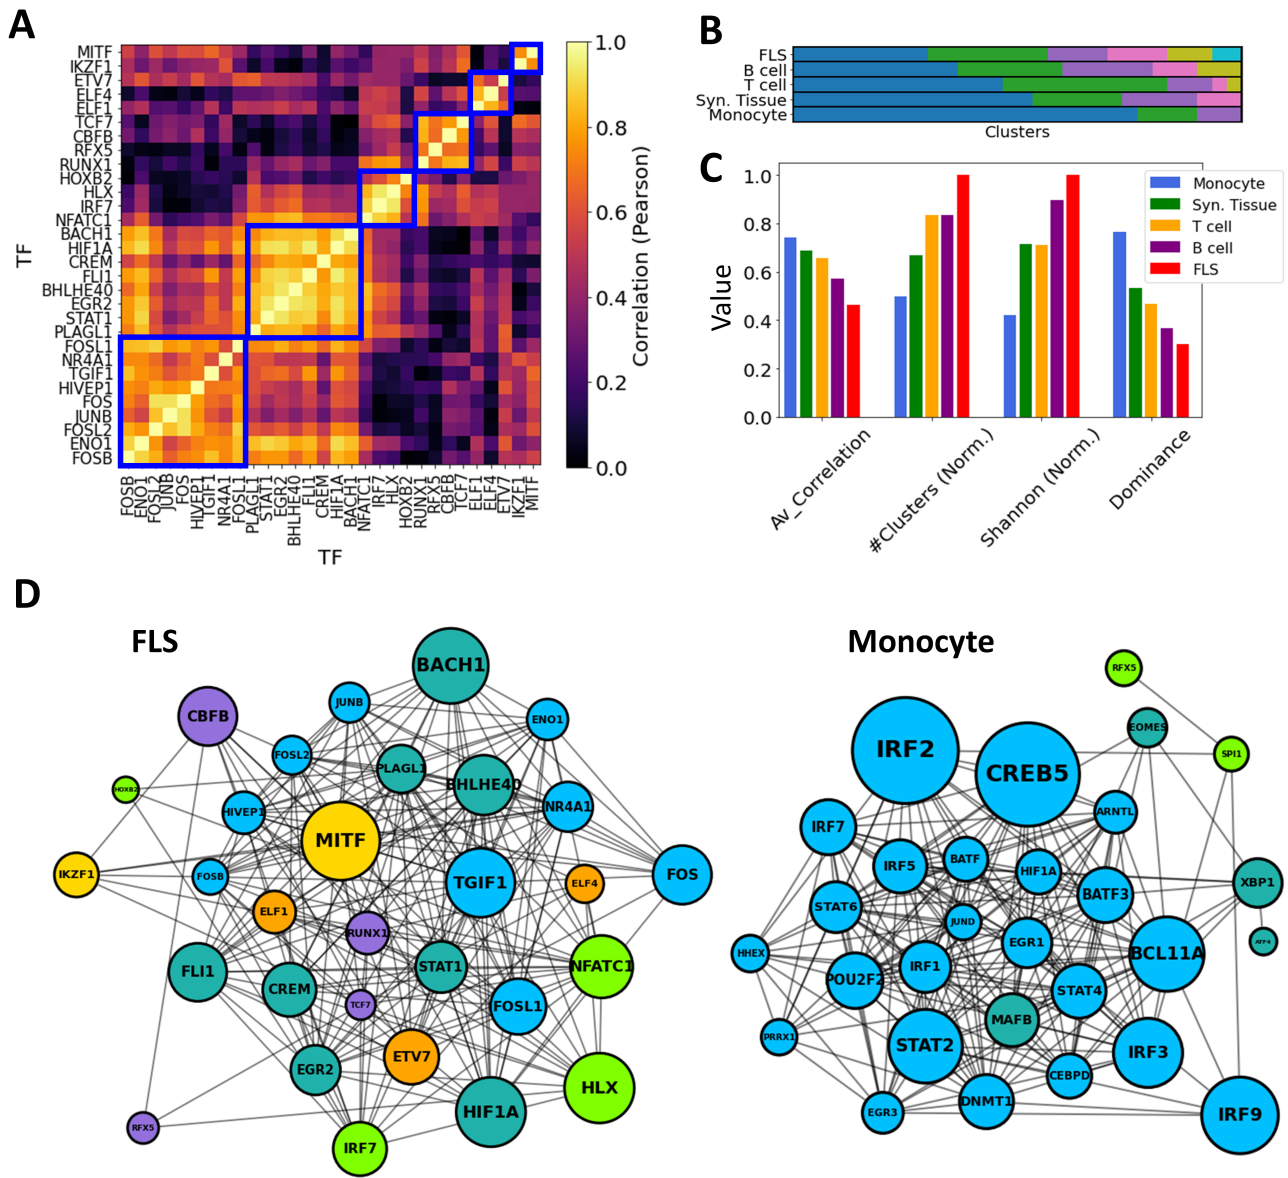 A
MITF
IKZF1
ETV7
ELF4
ELF1
TCF7
CBFB
RFX5
RUNX1
HOXB2
HLX
IRF7
NFATC1
BACH1
HIF1A
CREM
FLI1
BHLHE40
EGR2
STAT1
PLAGL1
FOSL1
NR4A1
TGIF1
HIVEP1
FOS
JUNB
FOSL2
ENO1
FOSB
TF
FOSB
ENO1
FOSL2
JUNB
FOS
HIVEP1
TGIF1
NR4A1
FOSL1
PLAGL1
STAT1
EGR2
BHLHE40
FLI1
CREM
HIF1A
BACH1
NFATC1
IRF7
HLX
HOXB2
RUNX1
RFX5
CBFB
TCF7
ELF1
ELF4
ETV7
IKZF1
MITF
TF
1.0
0.8
0.6
0.4
0.2
0.0
Correlation (Pearson)
B
FLS
B cell
T cell
Syn. Tissue
Monocyte
Clusters
C
1.0
0.8
0.6
0.4
0.2
0.0
Value
Monocyte
Syn. Tissue
T cell
B cell
FLS
Av_Correlation
#Clusters (Norm.)
Shannon (Norm.)
Dominance
D
FLS
BACH1
JUNB
CBFB
ENO1
FOSL2
PLAGL1
BHLHE40
HOXB2
NR4A1
HIVEP1
MITF
IKZF1
FOSB
TGIF1
ELF4
FOS
ELF1
RUNX1
FLI1
STAT1
NFATC1
CREM
TCF7
FOSL1
ETV7
EGR2
HLX
HIF1A
RFX5
IRF7
Monocyte
RFX5
EOMES
IRF2
SPI1
CREB5
ARNTL
IRF7
IRF5
BATF
HIF1A
XBP1
BATF3
STAT6
JUND
EGR1
ATF4
HHEX
BCL11A
IRF1
POU2F2
STAT4
MAFB
PRRX1
STAT2
IRF3
CEBPD
DNMT1
EGR3
IRF9